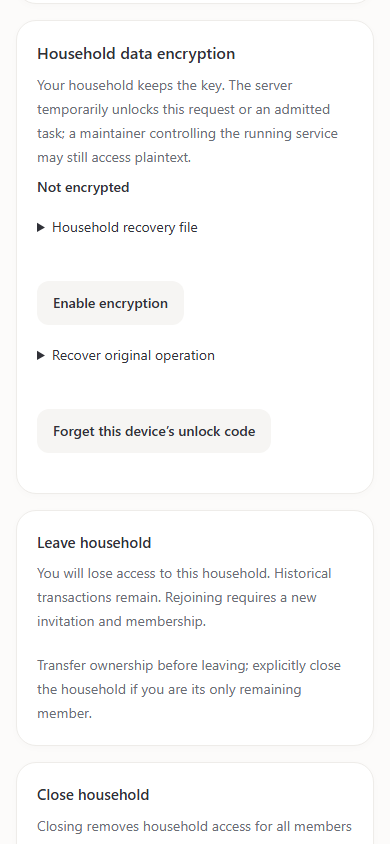 Household data encryption
Your household keeps the key. The server
temporarily unlocks this request or an admitted
task; a maintainer controlling the running service
may still access plaintext.
Not encrypted
Household recovery file
Enable encryption
Recover original operation
Forget this device’s unlock code
Leave household
You will lose access to this household. Historical
transactions remain. Rejoining requires a new
invitation and membership.
Transfer ownership before leaving; explicitly close
the household if you are its only remaining
member.
Close household
Closing removes household access for all members